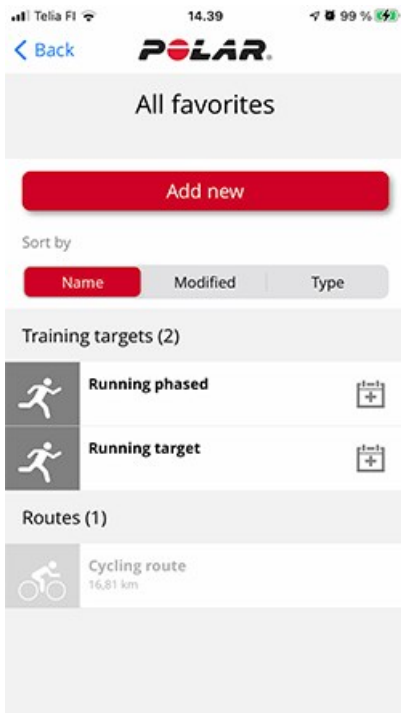 Telia FI 14.39 99 %
Back POLAR.
All favorites
Add new
Sort by
Name Modified Type
Training targets (2)
Running phased
Running target
Routes (1)
Cycling route
16,81 km